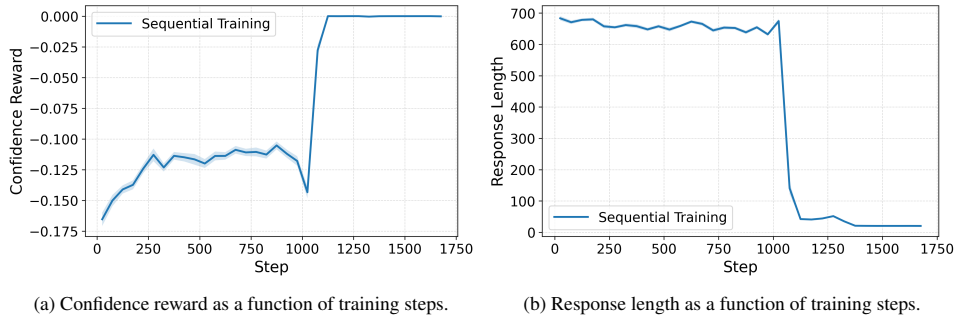 0.000
−0.025
−0.050
−0.075
−0.100
−0.125
−0.150
−0.175
Confidence Reward
Sequential Training
0 250 500 750 1000 1250 1500 1750
Step
700
600
500
400
300
200
100
0
Response Length
Sequential Training
0 250 500 750 1000 1250 1500 1750
Step
(a) Confidence reward as a function of training steps.
(b) Response length as a function of training steps.